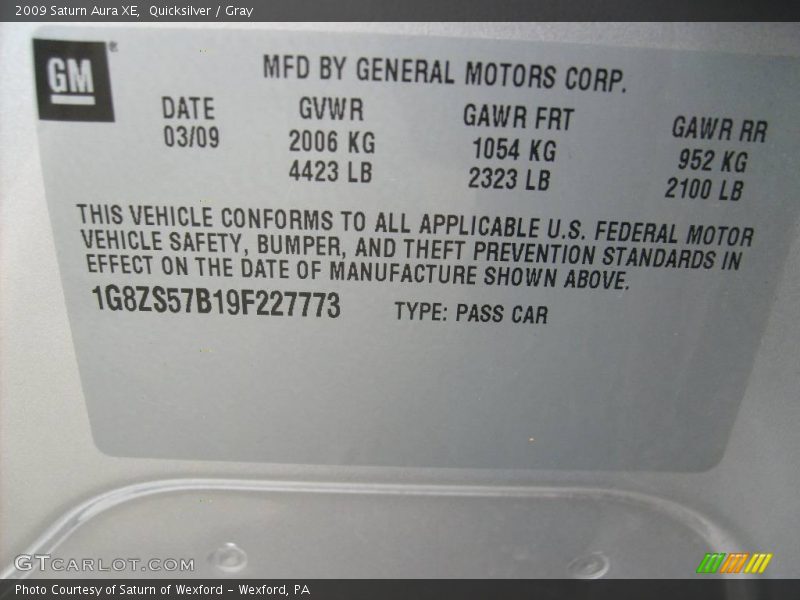 2009 Saturn Aura XE,  Quicksilver / Gray
GM ®
MFD BY GENERAL MOTORS CORP.
DATE GVWR GAWR FRT GAWR RR
03/09 2006 KG 1054 KG 952 KG
4423 LB 2323 LB 2100 LB
THIS VEHICLE CONFORMS TO ALL APPLICABLE U.S. FEDERAL MOTOR
VEHICLE SAFETY, BUMPER, AND THEFT PREVENTION STANDARDS IN
EFFECT ON THE DATE OF MANUFACTURE SHOWN ABOVE.
1G8ZS57B19F227773 TYPE: PASS CAR
GTCARLOT.COM
Photo Courtesy of Saturn of Wexford - Wexford, PA